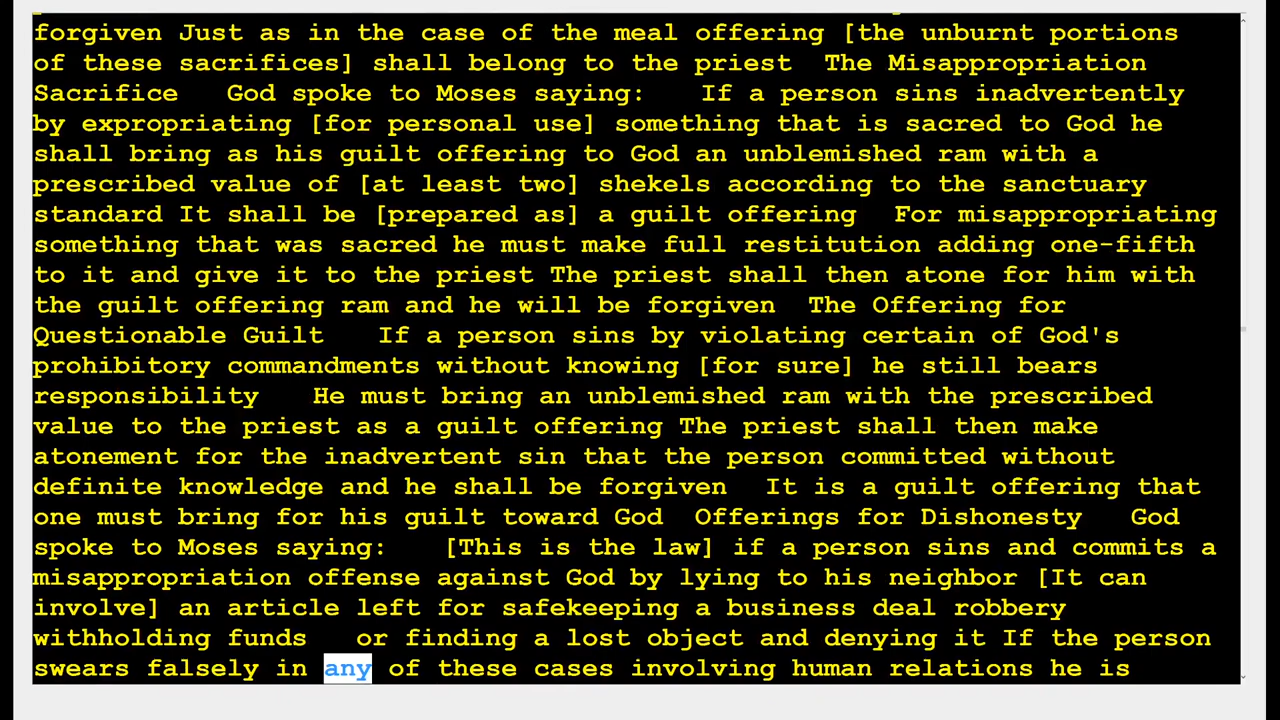 forgiven Just as in the case of the meal offering [the unburnt portions
of these sacrifices] shall belong to the priest The Misappropriation
Sacrifice God spoke to Moses saying: If a person sins inadvertently
by expropriating [for personal use] something that is sacred to God he
shall bring as his guilt offering to God an unblemished ram with a
prescribed value of [at least two] shekels according to the sanctuary
standard It shall be [prepared as] a guilt offering For misappropriating
something that was sacred he must make full restitution adding one-fifth
to it and give it to the priest The priest shall then atone for him with
the guilt offering ram and he will be forgiven The Offering for
Questionable Guilt If a person sins by violating certain of God's
prohibitory commandments without knowing [for sure] he still bears
responsibility He must bring an unblemished ram with the prescribed
value to the priest as a guilt offering The priest shall then make
atonement for the inadvertent sin that the person committed without
definite knowledge and he shall be forgiven It is a guilt offering that
one must bring for his guilt toward God Offerings for Dishonesty God
spoke to Moses saying: [This is the law] if a person sins and commits a
misappropriation offense against God by lying to his neighbor [It can
involve] an article left for safekeeping a business deal robbery
withholding funds or finding a lost object and denying it If the person
swears falsely in any of these cases involving human relations he is